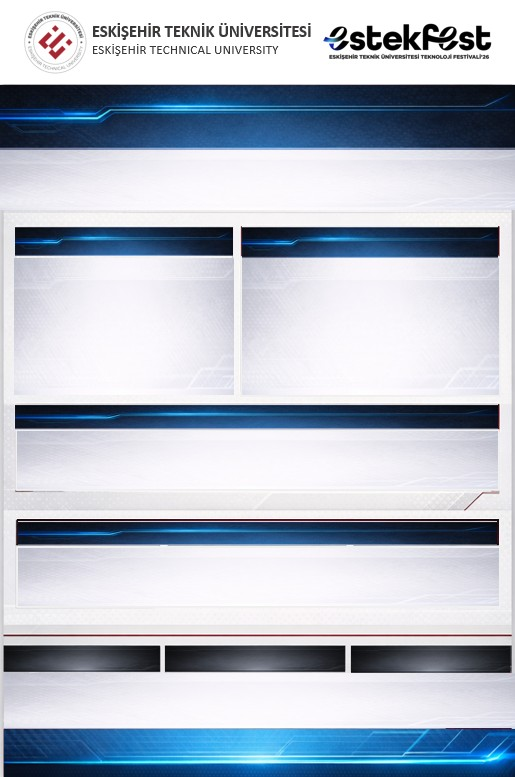 ESKİŞEHİR TEKNİK ÜNİVERSİTESİ
ESKİŞEHİR TECHNICAL UNIVERSITY
estekfest
ESKİŞEHİR TEKNİK ÜNİVERSİTESİ TEKNOLOJİ FESTİVALİ'26